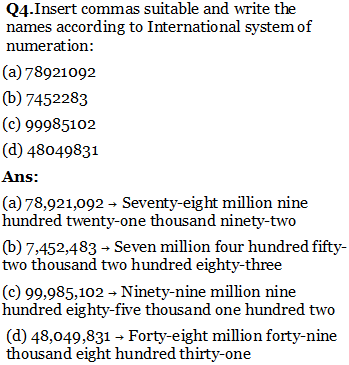 Q4.Insert commas suitable and write the
names according to International system of
numeration:
(a) 78921092
(b) 7452283
(c) 99985102
(d) 48049831
Ans:
(a) 78,921,092 → Seventy-eight million nine
hundred twenty-one thousand ninety-two
(b) 7,452,483 → Seven million four hundred fifty-
two thousand two hundred eighty-three
(c) 99,985,102 → Ninety-nine million nine
hundred eighty-five thousand one hundred two
(d) 48,049,831 → Forty-eight million forty-nine
thousand eight hundred thirty-one